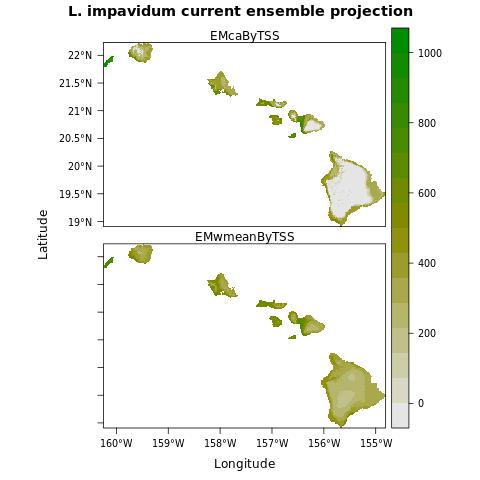 L. impavidum current ensemble projection
EMcaByTSS
22°N
21.5°N
21°N
20.5°N
20°N
19.5°N
19°N
1000
800
600
400
200
0
Latitude
EMwmeanByTSS
160°W 159°W 158°W 157°W 156°W 155°W
Longitude